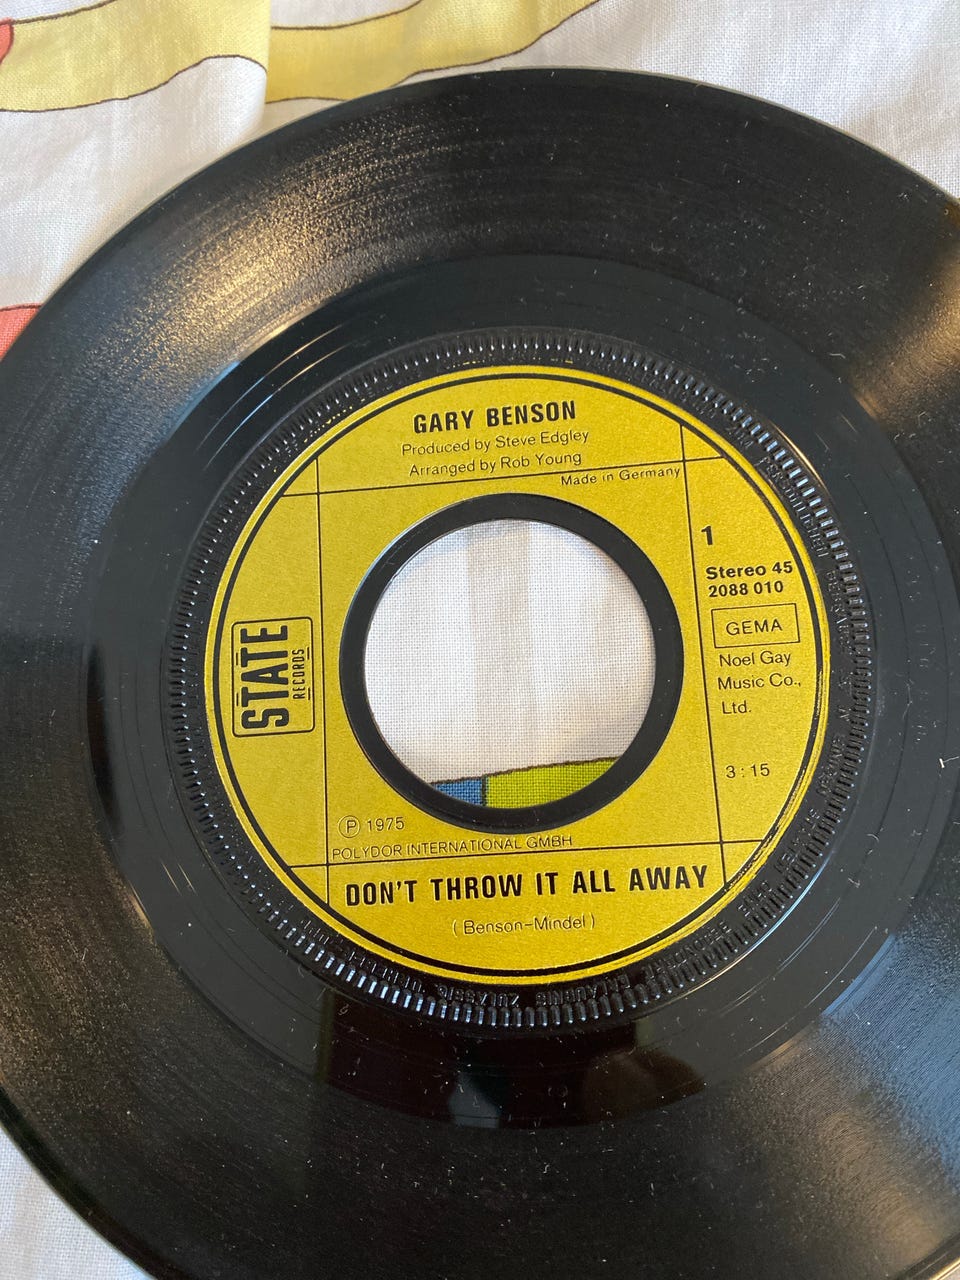 GARY BENSON
Produced by Steve Edgley
Arranged by Rob Young
Made in Germany
1
Stereo 45
2088 010
GEMA
Noel Gay
Music Co.,
Ltd.
3:15
STATE
RECORDS
Ⓟ 1975
POLYDOR INTERNATIONAL GMBH
DON'T THROW IT ALL AWAY
(Benson-Mindel)